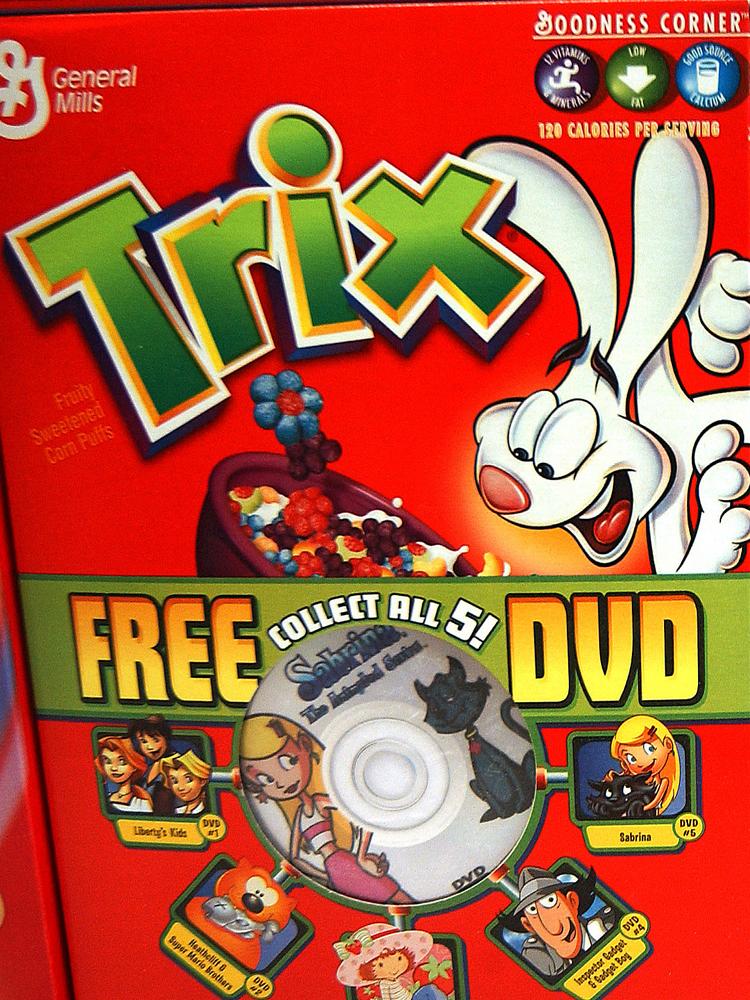 GOODNESS CORNER™
General
Mills
12 VITAMINS
& MINERALS
LOW
FAT
GOOD SOURCE
CALCIUM
120 CALORIES PER SERVING
Trix®
Fruity
Sweetened
Corn Puffs
FREE
COLLECT ALL 5!
DVD
Sabrina
The Animated Series
DVD
Liberty's Kids
DVD
#1
Sabrina
DVD
#5
Heathcliff &
Super Mario Brothers
DVD
#2
Inspector Gadget
& Gadget Boy
DVD
#4